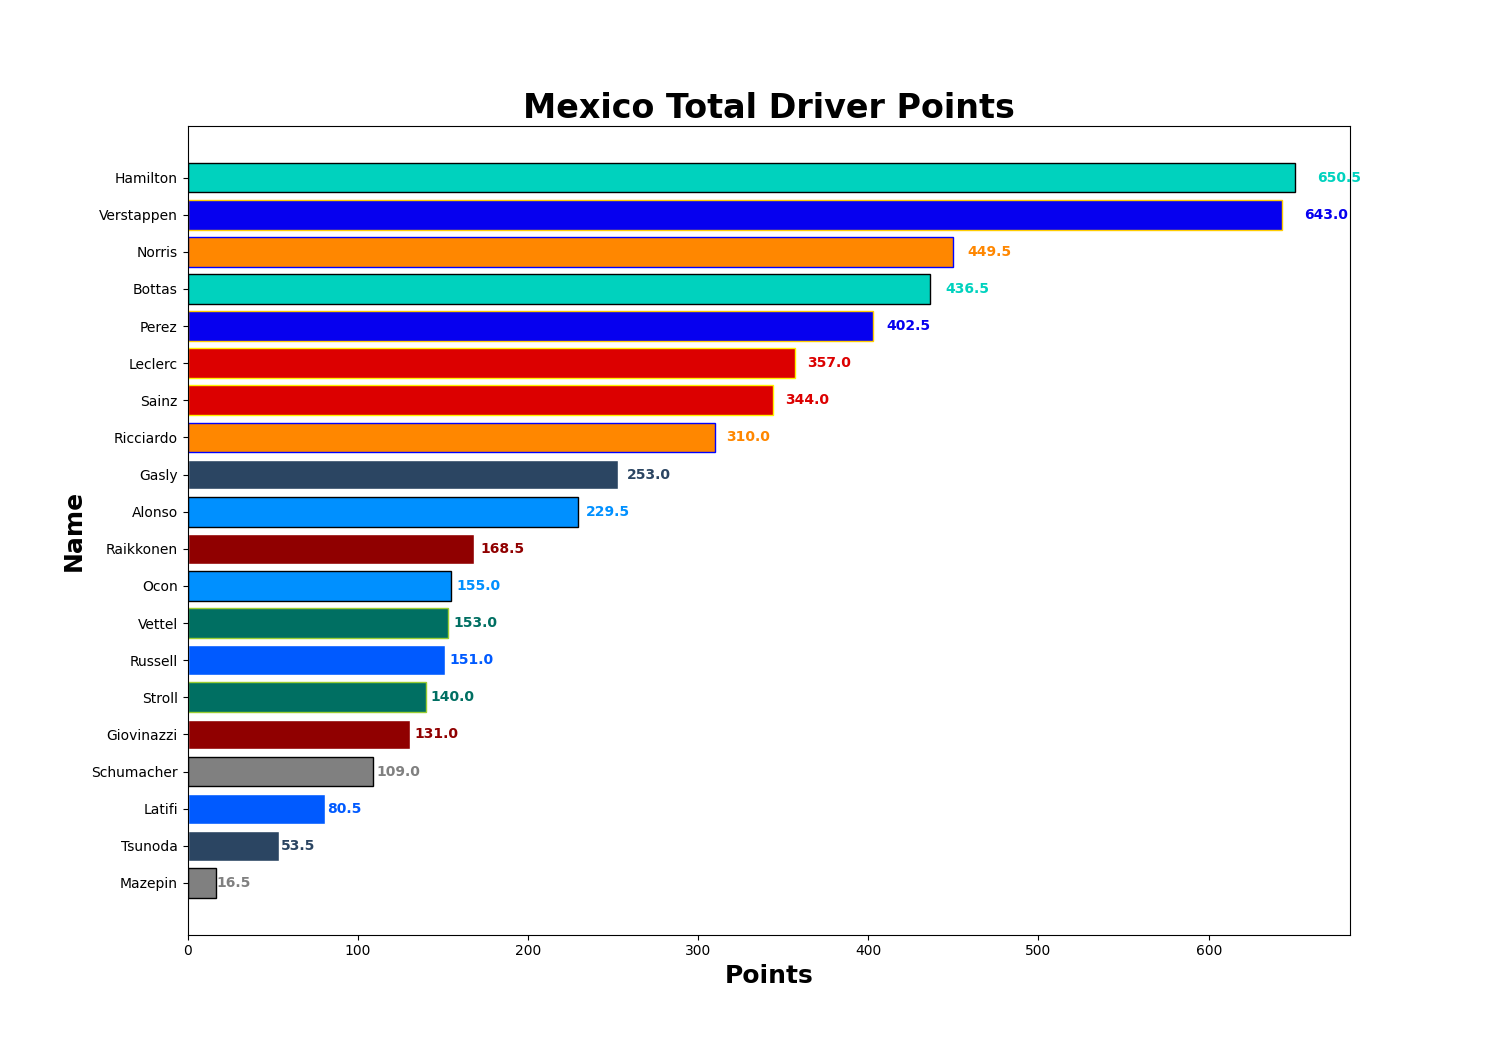 Mexico Total Driver Points
Hamilton 650.5
Verstappen 643.0
Norris 449.5
Bottas 436.5
Perez 402.5
Leclerc 357.0
Sainz 344.0
Ricciardo 310.0
Gasly 253.0
Alonso 229.5
Raikkonen 168.5
Ocon 155.0
Vettel 153.0
Russell 151.0
Stroll 140.0
Giovinazzi 131.0
Schumacher 109.0
Latifi 80.5
Tsunoda 53.5
Mazepin 16.5
Name
0 100 200 300 400 500 600
Points